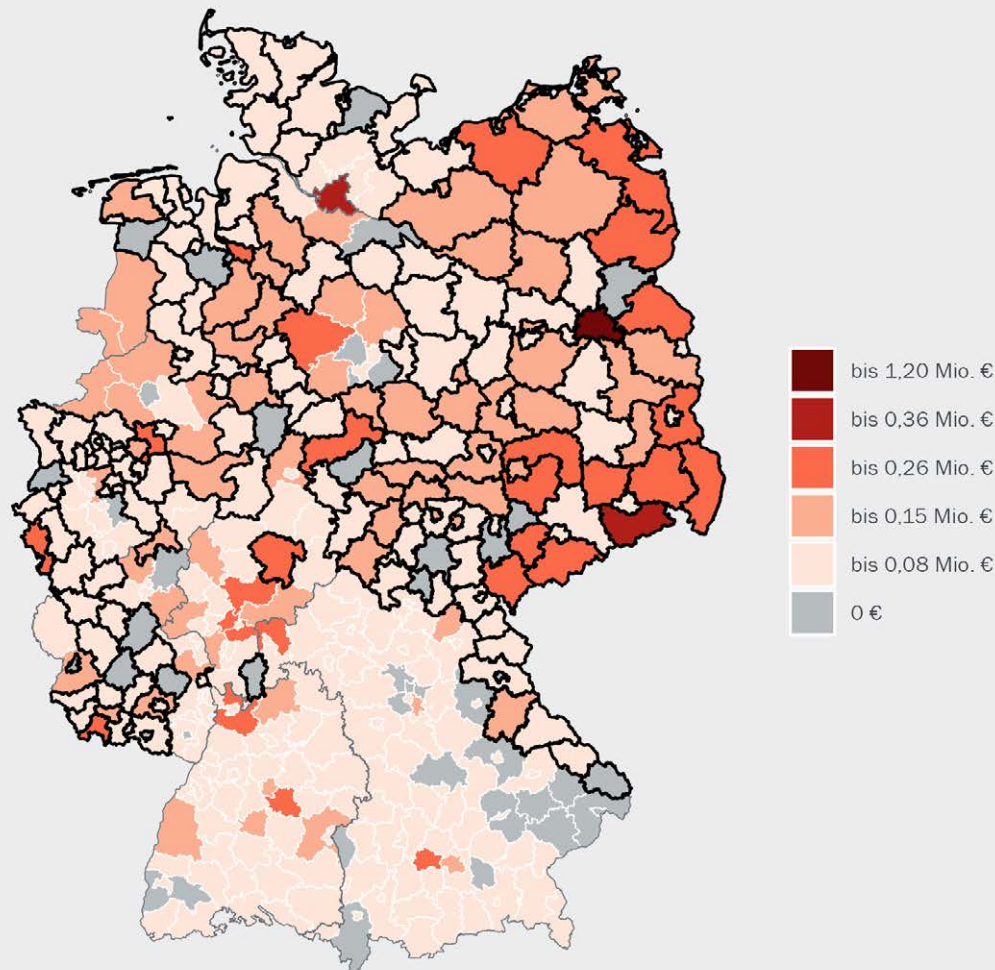 bis 1,20 Mio. €
bis 0,36 Mio. €
bis 0,26 Mio. €
bis 0,15 Mio. €
bis 0,08 Mio. €
0 €